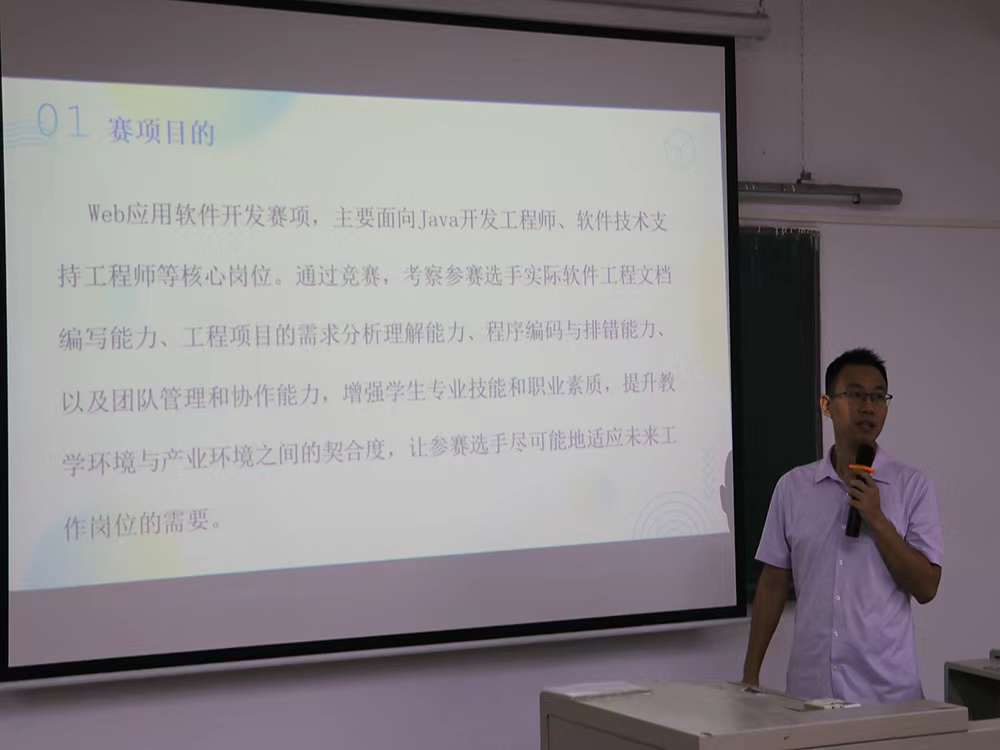 01 赛项目的
Web应用软件开发赛项，主要面向Java开发工程师、软件技术支
持工程师等核心岗位。通过竞赛，考察参赛选手实际软件工程文档
编写能力、工程项目的需求分析理解能力、程序编码与排错能力、
以及团队管理和协作能力，增强学生专业技能和职业素质，提升教
学环境与产业环境之间的契合度，让参赛选手尽可能地适应未来工
作岗位的需要。